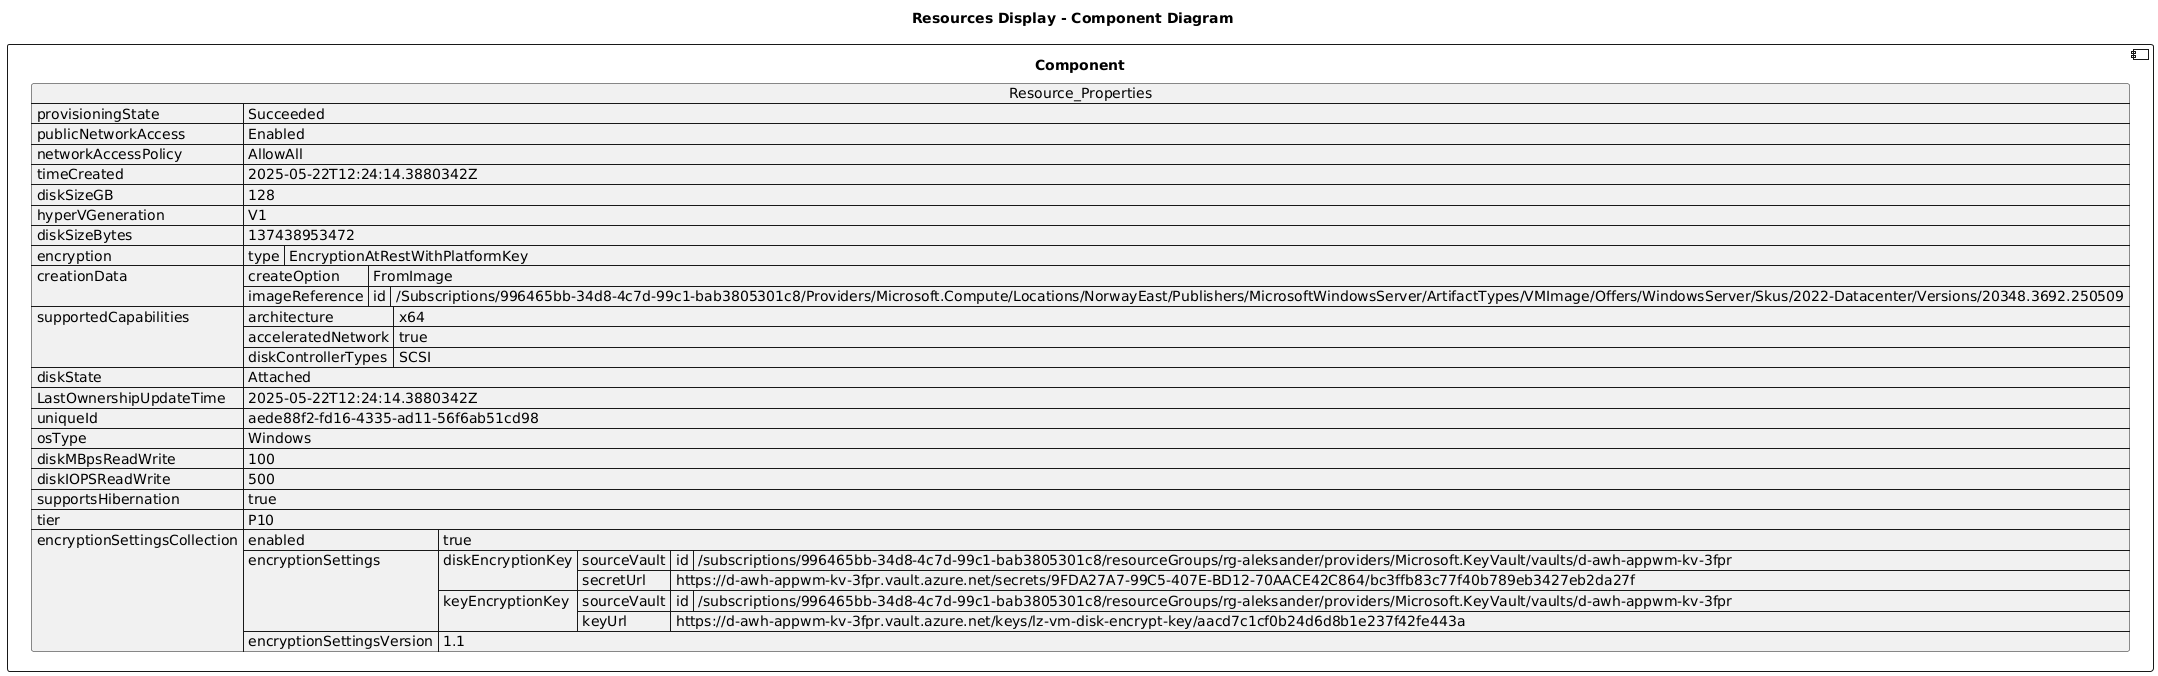 Resources Display - Component Diagram
Component
Resource_Properties
provisioningState Succeeded
publicNetworkAccess Enabled
networkAccessPolicy AllowAll
timeCreated 2025-05-22T12:24:14.3880342Z
diskSizeGB 128
hyperVGeneration V1
diskSizeBytes 137438953472
encryption type EncryptionAtRestWithPlatformKey
creationData createOption FromImage
imageReference id /Subscriptions/996465bb-34d8-4c7d-99c1-bab3805301c8/Providers/Microsoft.Compute/Locations/NorwayEast/Publishers/MicrosoftWindowsServer/ArtifactTypes/VMImage/Offers/WindowsServer/Skus/2022-Datacenter/Versions/20348.3692.250509
supportedCapabilities architecture x64
acceleratedNetwork true
diskControllerTypes SCSI
diskState Attached
LastOwnershipUpdateTime 2025-05-22T12:24:14.3880342Z
uniqueId aede88f2-fd16-4335-ad11-56f6ab51cd98
osType Windows
diskMBpsReadWrite 100
diskIOPSReadWrite 500
supportsHibernation true
tier P10
encryptionSettingsCollection enabled true
encryptionSettings diskEncryptionKey sourceVault id /subscriptions/996465bb-34d8-4c7d-99c1-bab3805301c8/resourceGroups/rg-aleksander/providers/Microsoft.KeyVault/vaults/d-awh-appwm-kv-3fpr
secretUrl https://d-awh-appwm-kv-3fpr.vault.azure.net/secrets/9FDA27A7-99C5-407E-BD12-70AACE42C864/bc3ffb83c77f40b789eb3427eb2da27f
keyEncryptionKey sourceVault id /subscriptions/996465bb-34d8-4c7d-99c1-bab3805301c8/resourceGroups/rg-aleksander/providers/Microsoft.KeyVault/vaults/d-awh-appwm-kv-3fpr
keyUrl https://d-awh-appwm-kv-3fpr.vault.azure.net/keys/lz-vm-disk-encrypt-key/aacd7c1cf0b24d6d8b1e237f42fe443a
encryptionSettingsVersion 1.1